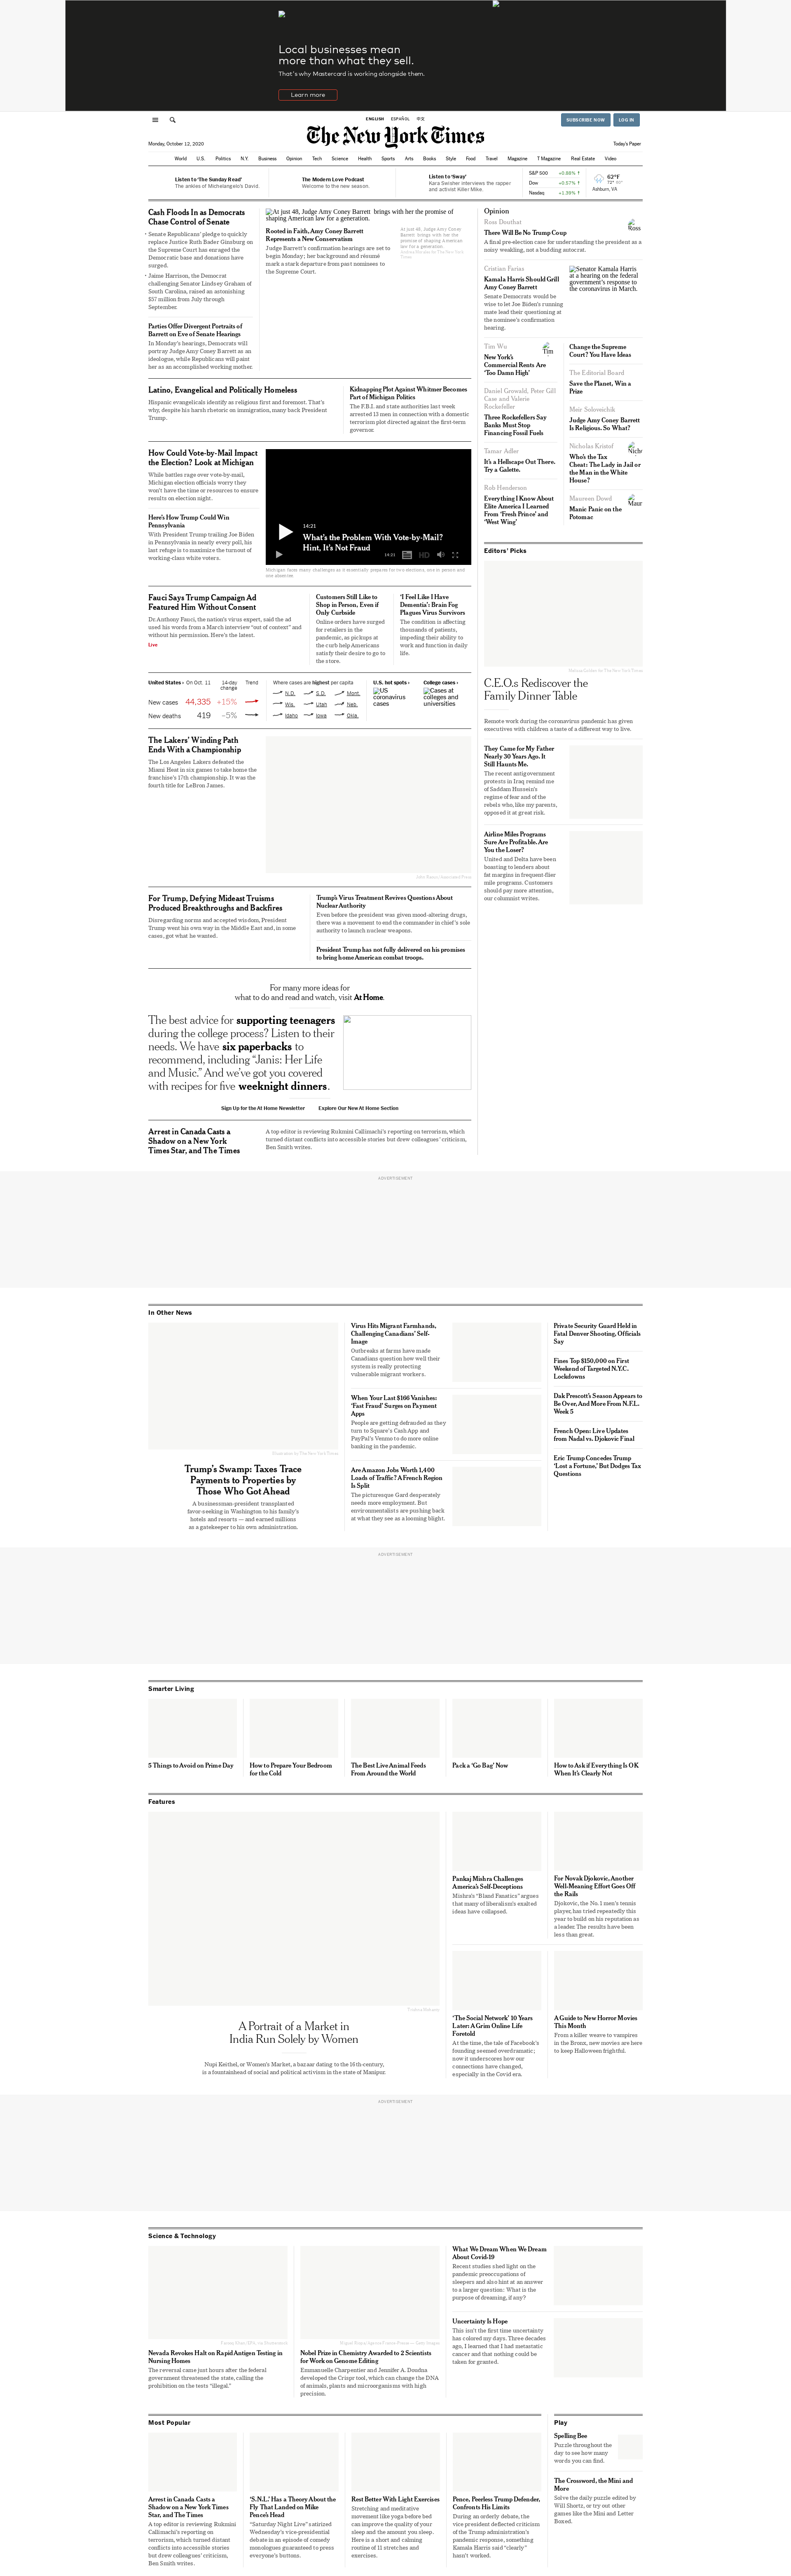 Local businesses mean
more than what they sell.
That's why Mastercard is working alongside them.
Learn more
ENGLISH ESPAÑOL 中文
SUBSCRIBE NOW LOG IN
The New York Times
Monday, October 12, 2020
Today's Paper
World U.S. Politics N.Y. Business Opinion Tech Science Health Sports Arts Books Style Food Travel Magazine T Magazine Real Estate Video
Listen to 'The Sunday Read'
The ankles of Michelangelo's David.
The Modern Love Podcast
Welcome to the new season.
Listen to 'Sway'
Kara Swisher interviews the rapper
and activist Killer Mike.
S&P 500 +0.88% ↑
Dow +0.57% ↑
Nasdaq +1.39% ↑
62°F
72° 60°
Ashburn, VA
Cash Floods In as Democrats
Chase Control of Senate
• Senate Republicans' pledge to quickly
replace Justice Ruth Bader Ginsburg on
the Supreme Court has enraged the
Democratic base and donations have
surged.
• Jaime Harrison, the Democrat
challenging Senator Lindsey Graham of
South Carolina, raised an astonishing
$57 million from July through
September.
Parties Offer Divergent Portraits of
Barrett on Eve of Senate Hearings
In Monday's hearings, Democrats will
portray Judge Amy Coney Barrett as an
ideologue, while Republicans will paint
her as an accomplished working mother.
At just 48, Judge Amy Coney Barrett brings with her the promise of
shaping American law for a generation.
Rooted in Faith, Amy Coney Barrett
Represents a New Conservatism
Judge Barrett's confirmation hearings are set to
begin Monday; her background and résumé
mark a stark departure from past nominees to
the Supreme Court.
At just 48, Judge Amy Coney
Barrett brings with her the
promise of shaping American
law for a generation.
Latino, Evangelical and Politically Homeless
Hispanic evangelicals identify as religious first and foremost. That's
why, despite his harsh rhetoric on immigration, many back President
Trump.
Kidnapping Plot Against Whitmer Becomes
Part of Michigan Politics
The F.B.I. and state authorities last week
arrested 13 men in connection with a domestic
terrorism plot directed against the first-term
governor.
How Could Vote-by-Mail Impact
the Election? Look at Michigan
While battles rage over vote-by-mail,
Michigan election officials worry they
won't have the time or resources to ensure
results on election night.
Here's How Trump Could Win
Pennsylvania
With President Trump trailing Joe Biden
in Pennsylvania in nearly every poll, his
last refuge is to maximize the turnout of
working-class white voters.
14:21
What's the Problem With Vote-by-Mail?
Hint, It's Not Fraud
14:21
HD
Michigan faces many challenges as it essentially prepares for two elections, one in person and
one absentee.
Fauci Says Trump Campaign Ad
Featured Him Without Consent
Dr. Anthony Fauci, the nation's virus expert, said the ad
used his words from a March interview "out of context" and
without his permission. Here's the latest.
Live
Customers Still Like to
Shop in Person, Even if
Only Curbside
Online orders have surged
for retailers in the
pandemic, as pickups at
the curb help Americans
satisfy their desire to go to
the store.
'I Feel Like I Have
Dementia': Brain Fog
Plagues Virus Survivors
The condition is affecting
thousands of patients,
impeding their ability to
work and function in daily
life.
United States › On Oct. 11 14-day
change Trend
New cases 44,335 +15%
New deaths 419 –5%
Where cases are highest per capita
N.D. S.D. Mont.
Wis. Utah Neb.
Idaho Iowa Okla.
U.S. hot spots ›
US
coronavirus
cases
College cases ›
Cases at
colleges and
universities
The Lakers' Winding Path
Ends With a Championship
The Los Angeles Lakers defeated the
Miami Heat in six games to take home the
franchise's 17th championship. It was the
fourth title for LeBron James.
For Trump, Defying Mideast Truisms
Produced Breakthroughs and Backfires
Disregarding norms and accepted wisdom, President
Trump went his own way in the Middle East and, in some
cases, got what he wanted.
Trump's Virus Treatment Revives Questions About
Nuclear Authority
Even before the president was given mood-altering drugs,
there was a movement to end the commander in chief's sole
authority to launch nuclear weapons.
President Trump has not fully delivered on his promises
to bring home American combat troops.
For many more ideas for
what to do and read and watch, visit At Home.
The best advice for supporting teenagers
during the college process? Listen to their
needs. We have six paperbacks to
recommend, including "Janis: Her Life
and Music." And we've got you covered
with recipes for five weeknight dinners.
Sign Up for the At Home Newsletter Explore Our New At Home Section
Arrest in Canada Casts a
Shadow on a New York
Times Star, and The Times
A top editor is reviewing Rukmini Callimachi's reporting on terrorism, which
turned distant conflicts into accessible stories but drew colleagues' criticism,
Ben Smith writes.
Opinion
Ross Douthat
There Will Be No Trump Coup
A final pre-election case for understanding the president as a
noisy weakling, not a budding autocrat.
Ross
Cristian Farias
Kamala Harris Should Grill
Amy Coney Barrett
Senate Democrats would be
wise to let Joe Biden's running
mate lead their questioning at
the nominee's confirmation
hearing.
Senator Kamala Harris
at a hearing on the federal
government's response to
the coronavirus in March.
Tim Wu
New York's
Commercial Rents Are
'Too Damn High'
Tim
Daniel Growald, Peter Gill
Case and Valerie
Rockefeller
Three Rockefellers Say
Banks Must Stop
Financing Fossil Fuels
Tamar Adler
It's a Hellscape Out There.
Try a Galette.
Rob Henderson
Everything I Know About
Elite America I Learned
From 'Fresh Prince' and
'West Wing'
Change the Supreme
Court? You Have Ideas
The Editorial Board
Save the Planet, Win a
Prize
Meir Soloveichik
Judge Amy Coney Barrett
Is Religious. So What?
Nicholas Kristof
Who's the Tax
Cheat: The Lady in Jail or
the Man in the White
House?
Maureen Dowd
Manic Panic on the
Potomac
Editors' Picks
C.E.O.s Rediscover the
Family Dinner Table
Remote work during the coronavirus pandemic has given
executives with children a taste of a different way to live.
They Came for My Father
Nearly 30 Years Ago. It
Still Haunts Me.
The recent antigovernment
protests in Iraq remind me
of Saddam Hussein's
regime of fear and of the
rebels who, like my parents,
opposed it at great risk.
Airline Miles Programs
Sure Are Profitable. Are
You the Loser?
United and Delta have been
boasting to lenders about
fat margins in frequent-flier
mile programs. Customers
should pay more attention,
our columnist writes.
ADVERTISEMENT
In Other News
Trump's Swamp: Taxes Trace
Payments to Properties by
Those Who Got Ahead
A businessman-president transplanted
favor-seeking in Washington to his family's
hotels and resorts — and earned millions
as a gatekeeper to his own administration.
Virus Hits Migrant Farmhands,
Challenging Canadians' Self-
Image
Outbreaks at farms have made
Canadians question how well their
system is really protecting
vulnerable migrant workers.
When Your Last $166 Vanishes:
'Fast Fraud' Surges on Payment
Apps
People are getting defrauded as they
turn to Square's Cash App and
PayPal's Venmo to do more online
banking in the pandemic.
Are Amazon Jobs Worth 1,400
Loads of Traffic? A French Region
Is Split
The picturesque Gard desperately
needs more employment. But
environmentalists are pushing back
at what they see as a looming blight.
Private Security Guard Held in
Fatal Denver Shooting, Officials
Say
Fines Top $150,000 on First
Weekend of Targeted N.Y.C.
Lockdowns
Dak Prescott's Season Appears to
Be Over, And More From N.F.L.
Week 5
French Open: Live Updates
from Nadal vs. Djokovic Final
Eric Trump Concedes Trump
'Lost a Fortune,' But Dodges Tax
Questions
ADVERTISEMENT
Smarter Living
5 Things to Avoid on Prime Day
How to Prepare Your Bedroom
for the Cold
The Best Live Animal Feeds
From Around the World
Pack a 'Go Bag' Now
How to Ask if Everything Is OK
When It's Clearly Not
Features
A Portrait of a Market in
India Run Solely by Women
Nupi Keithel, or Women's Market, a bazaar dating to the 16th century,
is a fountainhead of social and political activism in the state of Manipur.
Pankaj Mishra Challenges
America's Self-Deceptions
Mishra's "Bland Fanatics" argues
that many of liberalism's exalted
ideas have collapsed.
For Novak Djokovic, Another
Well-Meaning Effort Goes Off
the Rails
Djokovic, the No. 1 men's tennis
player, has tried repeatedly this
year to build on his reputation as
a leader. The results have been
less than great.
'The Social Network' 10 Years
Later: A Grim Online Life
Foretold
At the time, the tale of Facebook's
founding seemed overdramatic;
now it underscores how our
connections have changed,
especially in the Covid era.
A Guide to New Horror Movies
This Month
From a killer weave to vampires
in the Bronx, new movies are here
to keep Halloween frightful.
ADVERTISEMENT
Science & Technology
Nevada Revokes Halt on Rapid Antigen Testing in
Nursing Homes
The reversal came just hours after the federal
government threatened the state, calling the
prohibition on the tests "illegal."
Nobel Prize in Chemistry Awarded to 2 Scientists
for Work on Genome Editing
Emmanuelle Charpentier and Jennifer A. Doudna
developed the Crispr tool, which can change the DNA
of animals, plants and microorganisms with high
precision.
What We Dream When We Dream
About Covid-19
Recent studies shed light on the
pandemic preoccupations of
sleepers and also hint at an answer
to a larger question: What is the
purpose of dreaming, if any?
Uncertainty Is Hope
This isn't the first time uncertainty
has colored my days. Three decades
ago, I learned that I had metastatic
cancer and that nothing could be
taken for granted.
Most Popular
Arrest in Canada Casts a
Shadow on a New York Times
Star, and The Times
A top editor is reviewing Rukmini
Callimachi's reporting on
terrorism, which turned distant
conflicts into accessible stories
but drew colleagues' criticism,
Ben Smith writes.
'S.N.L.' Has a Theory About the
Fly That Landed on Mike
Pence's Head
"Saturday Night Live" satirized
Wednesday's vice-presidential
debate in an episode of comedy
monologues guaranteed to press
everyone's buttons.
Rest Better With Light Exercises
Stretching and meditative
movement like yoga before bed
can improve the quality of your
sleep and the amount you sleep.
Here is a short and calming
routine of 11 stretches and
exercises.
Pence, Peerless Trump Defender,
Confronts His Limits
During an orderly debate, the
vice president deflected criticism
of the Trump administration's
pandemic response, something
Kamala Harris said "clearly"
hasn't worked.
Play
Spelling Bee
Puzzle throughout the
day to see how many
words you can find.
The Crossword, the Mini and
More
Solve the daily puzzle edited by
Will Shortz, or try out other
games like the Mini and Letter
Boxed.